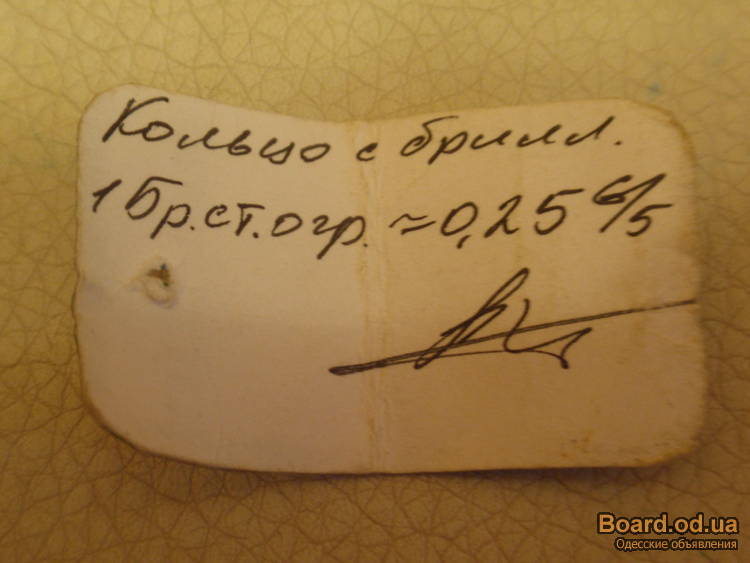 Кольцо с брилл.
1 Бр.ст.огр. ≈ 0,25 6/5
Board.od.ua
Одесские объявления